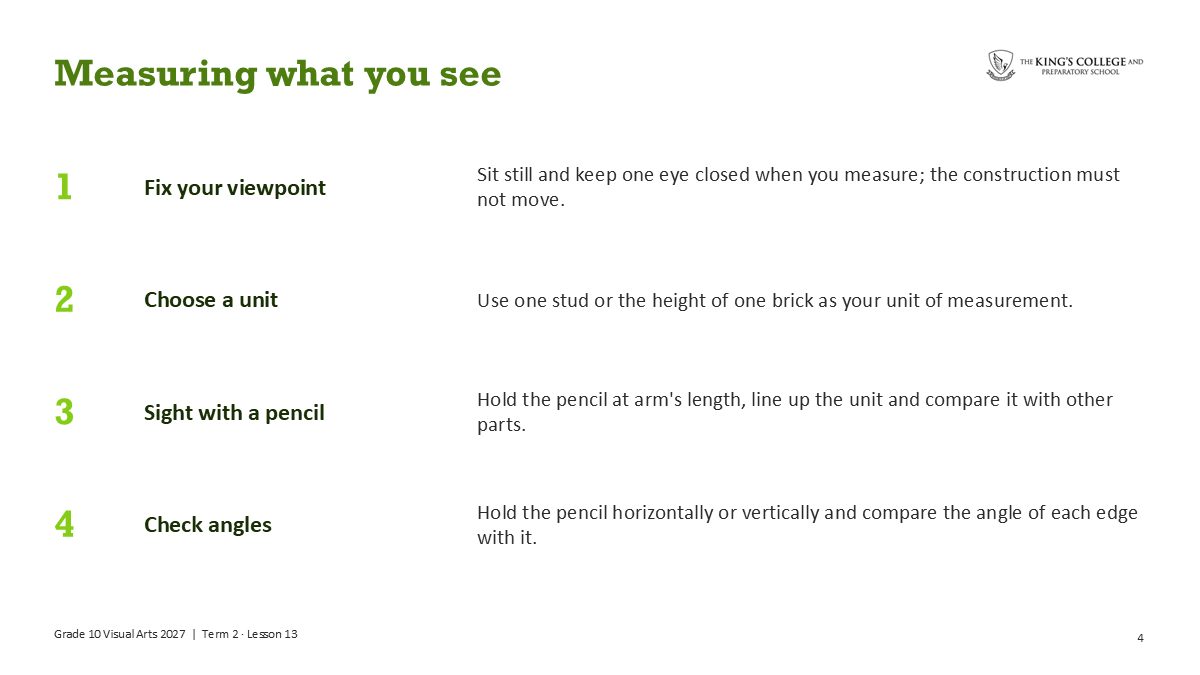 Measuring what you see
THE KING'S COLLEGE AND
PREPARATORY SCHOOL
1
Fix your viewpoint
Sit still and keep one eye closed when you measure; the construction must
not move.
2
Choose a unit
Use one stud or the height of one brick as your unit of measurement.
3
Sight with a pencil
Hold the pencil at arm's length, line up the unit and compare it with other
parts.
4
Check angles
Hold the pencil horizontally or vertically and compare the angle of each edge
with it.
Grade 10 Visual Arts 2027 | Term 2 · Lesson 13
4